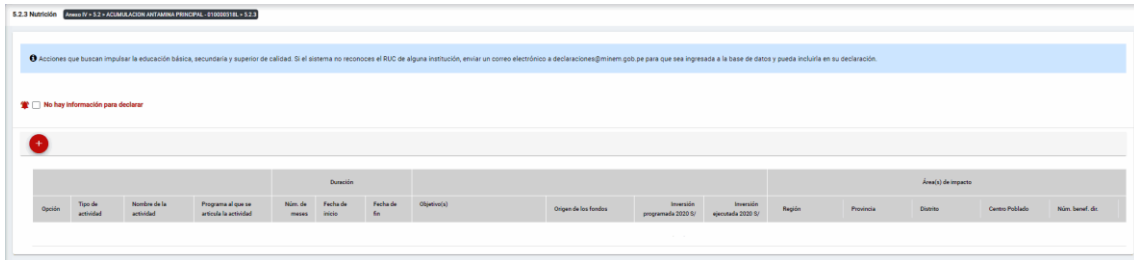 5.2.3 Nutrición Anexo IV > 5.2 > ACUMULACION ANTAMINA PRINCIPAL - 010000318L > 5.2.3
Acciones que buscan impulsar la educación básica, secundaria y superior de calidad. Si el sistema no reconoces el RUC de alguna institución, enviar un correo electrónico a declaraciones@minem.gob.pe para que sea ingresada a la base de datos y pueda incluirla en su declaración.
No hay información para declarar
+
Duración Área(s) de impacto
Opción Tipo de actividad Nombre de la actividad Programa al que se articula la actividad Núm. de meses Fecha de inicio Fecha de fin Objetivo(s) Origen de los fondos Inversión programada 2020 S/ Inversión ejecutada 2020 S/ Región Provincia Distrito Centro Poblado Núm. benef. dir.